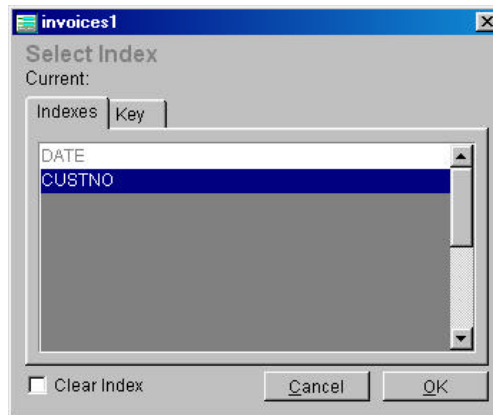 invoices1
Select Index
Current:
Indexes Key
DATE
CUSTNO
Clear Index Cancel OK